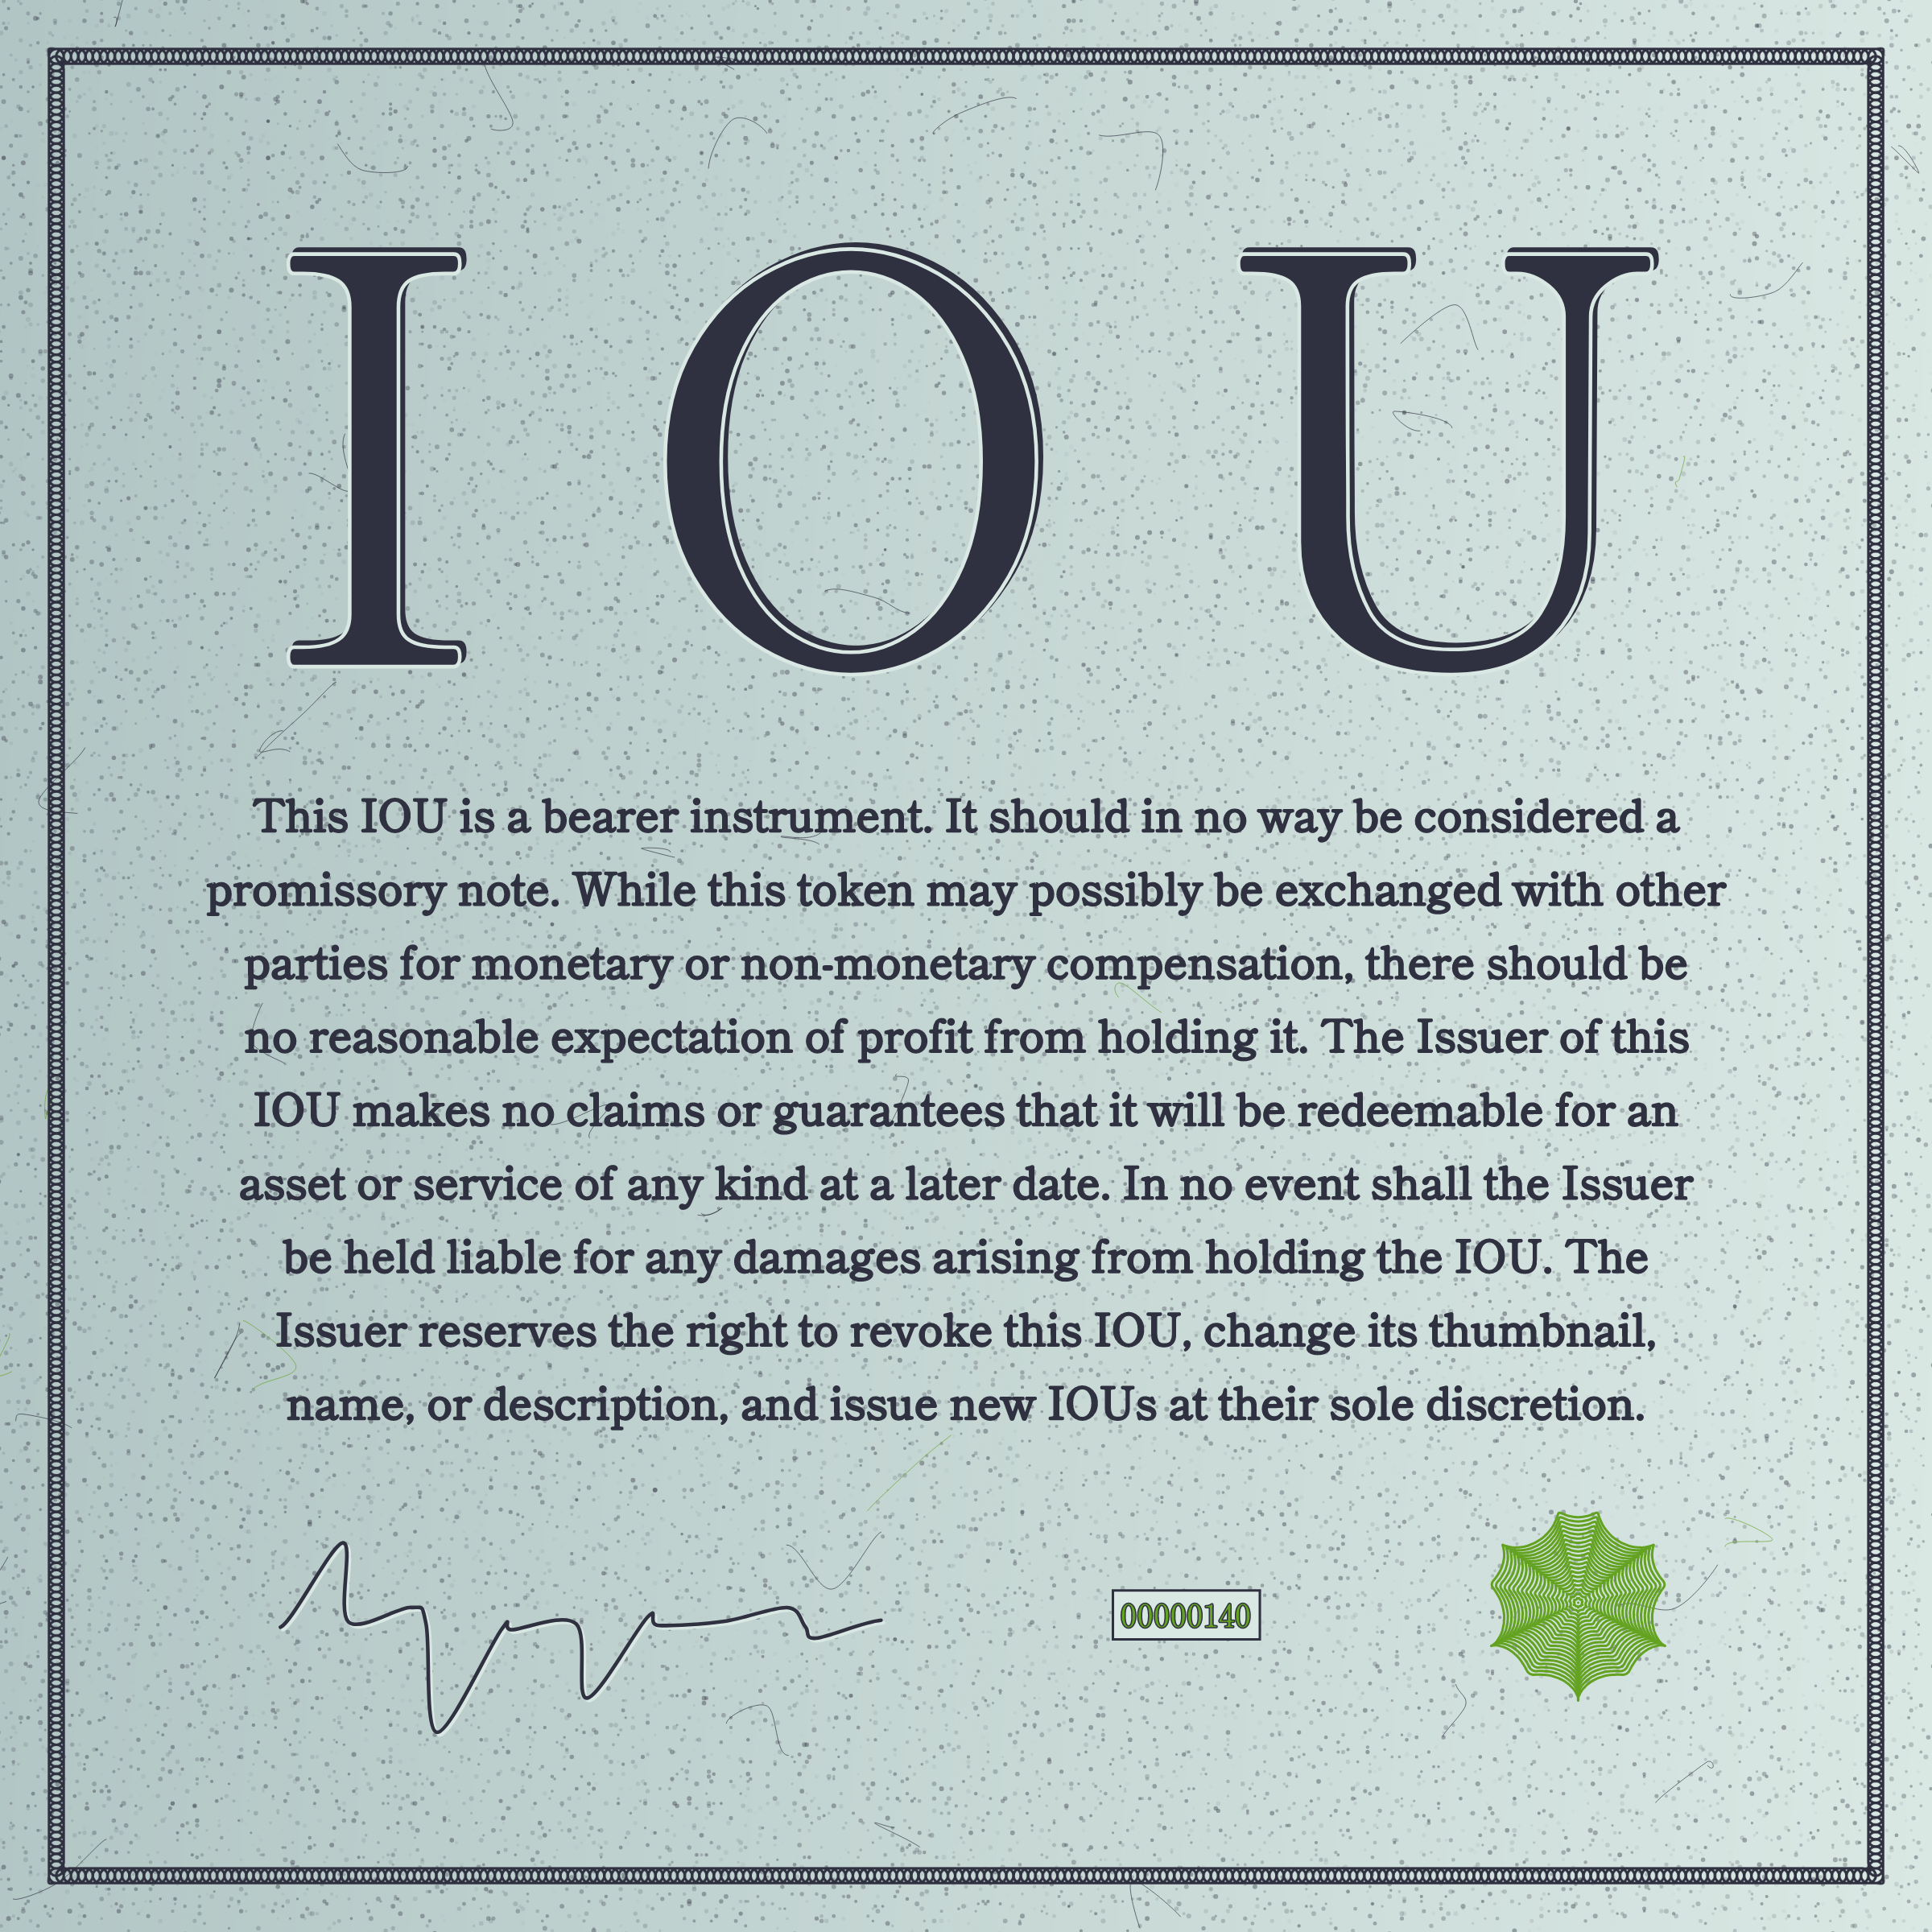 I O U
This IOU is a bearer instrument. It should in no way be considered a
promissory note. While this token may possibly be exchanged with other
parties for monetary or non-monetary compensation, there should be
no reasonable expectation of profit from holding it. The Issuer of this
IOU makes no claims or guarantees that it will be redeemable for an
asset or service of any kind at a later date. In no event shall the Issuer
be held liable for any damages arising from holding the IOU. The
Issuer reserves the right to revoke this IOU, change its thumbnail,
name, or description, and issue new IOUs at their sole discretion.
00000140